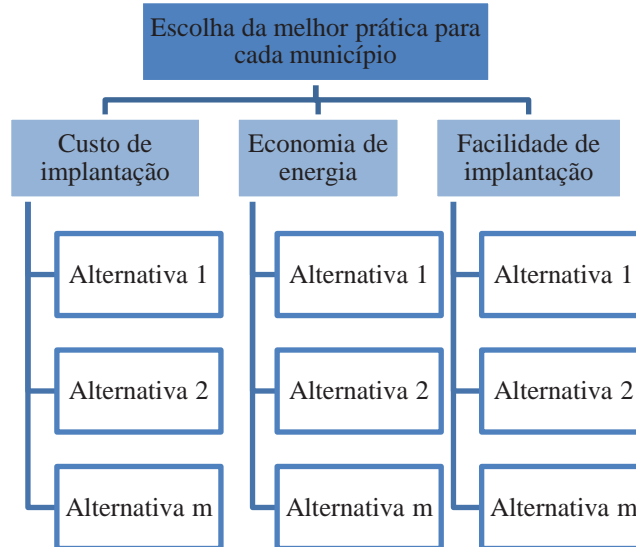 Escolha da melhor prática para
cada município
Custo de
implantação
Economia de
energia
Facilidade de
implantação
Alternativa 1
Alternativa 1
Alternativa 1
Alternativa 2
Alternativa 2
Alternativa 2
Alternativa m
Alternativa m
Alternativa m